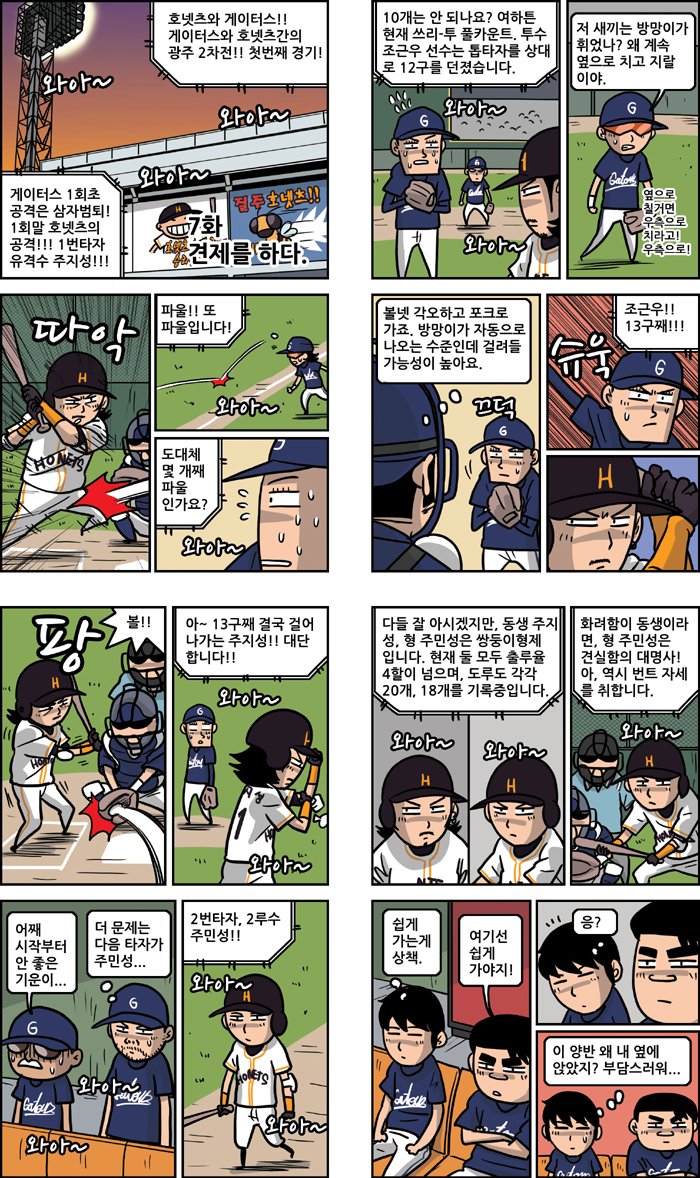 호넷츠와 게이터스!!
게이터스와 호넷츠간의
광주 2차전!! 첫번째 경기!
와아~
와아~
와아~
게이터스 1회초
공격은 삼자범퇴!
1회말 호넷츠의
공격!!! 1번타자
유격수 주지성!!!
H
질주 호넷츠!!
7화
견제를 하다.
10개는 안 되나요? 여하튼
현재 쓰리-투 풀카운트. 투수
조근우 선수는 톱타자를 상대
로 12구를 던졌습니다.
와아~
G
G
저 새끼는 방망이가
휘었나? 왜 계속
옆으로 치고 지랄
이야.
G
Gators
옆으로
칠거면
우측으로
치라고!
우측으로!
따악
H
HONETS
파울!! 또
파울입니다!
와아~
도대체
몇 개째
파울
인가요?
와아~
볼넷 각오하고 포크로
가죠. 방망이가 자동으로
나오는 수준인데 걸려들
가능성이 높아요.
끄덕
G
조근우!!
13구째!!!
슈욱
G
H
팡
볼!!
H
아~ 13구째 결국 걸어
나가는 주지성!! 대단
합니다!!
와아~
G
H
1
와아~
다들 잘 아시겠지만, 동생 주지
성, 형 주민성은 쌍둥이형제
입니다. 현재 둘 모두 출루율
4할이 넘으며, 도루도 각각
20개, 18개를 기록중입니다.
와아~
와아~
H
H
화려함이 동생이라
면, 형 주민성은
견실함의 대명사!
아, 역시 번트 자세
를 취합니다.
와아~
H
어째
시작부터
안 좋은
기운이...
더 문제는
다음 타자가
주민성...
G
G
Gators
Gators
와아~
와아~
2번타자, 2루수
주민성!!
와아~
H
HONETS
와아~
쉽게
가는게
상책.
여기선
쉽게
가야지!
Gators
Gators
응?
이 양반 왜 내 옆에
앉았지? 부담스러워...
Gators
Gators